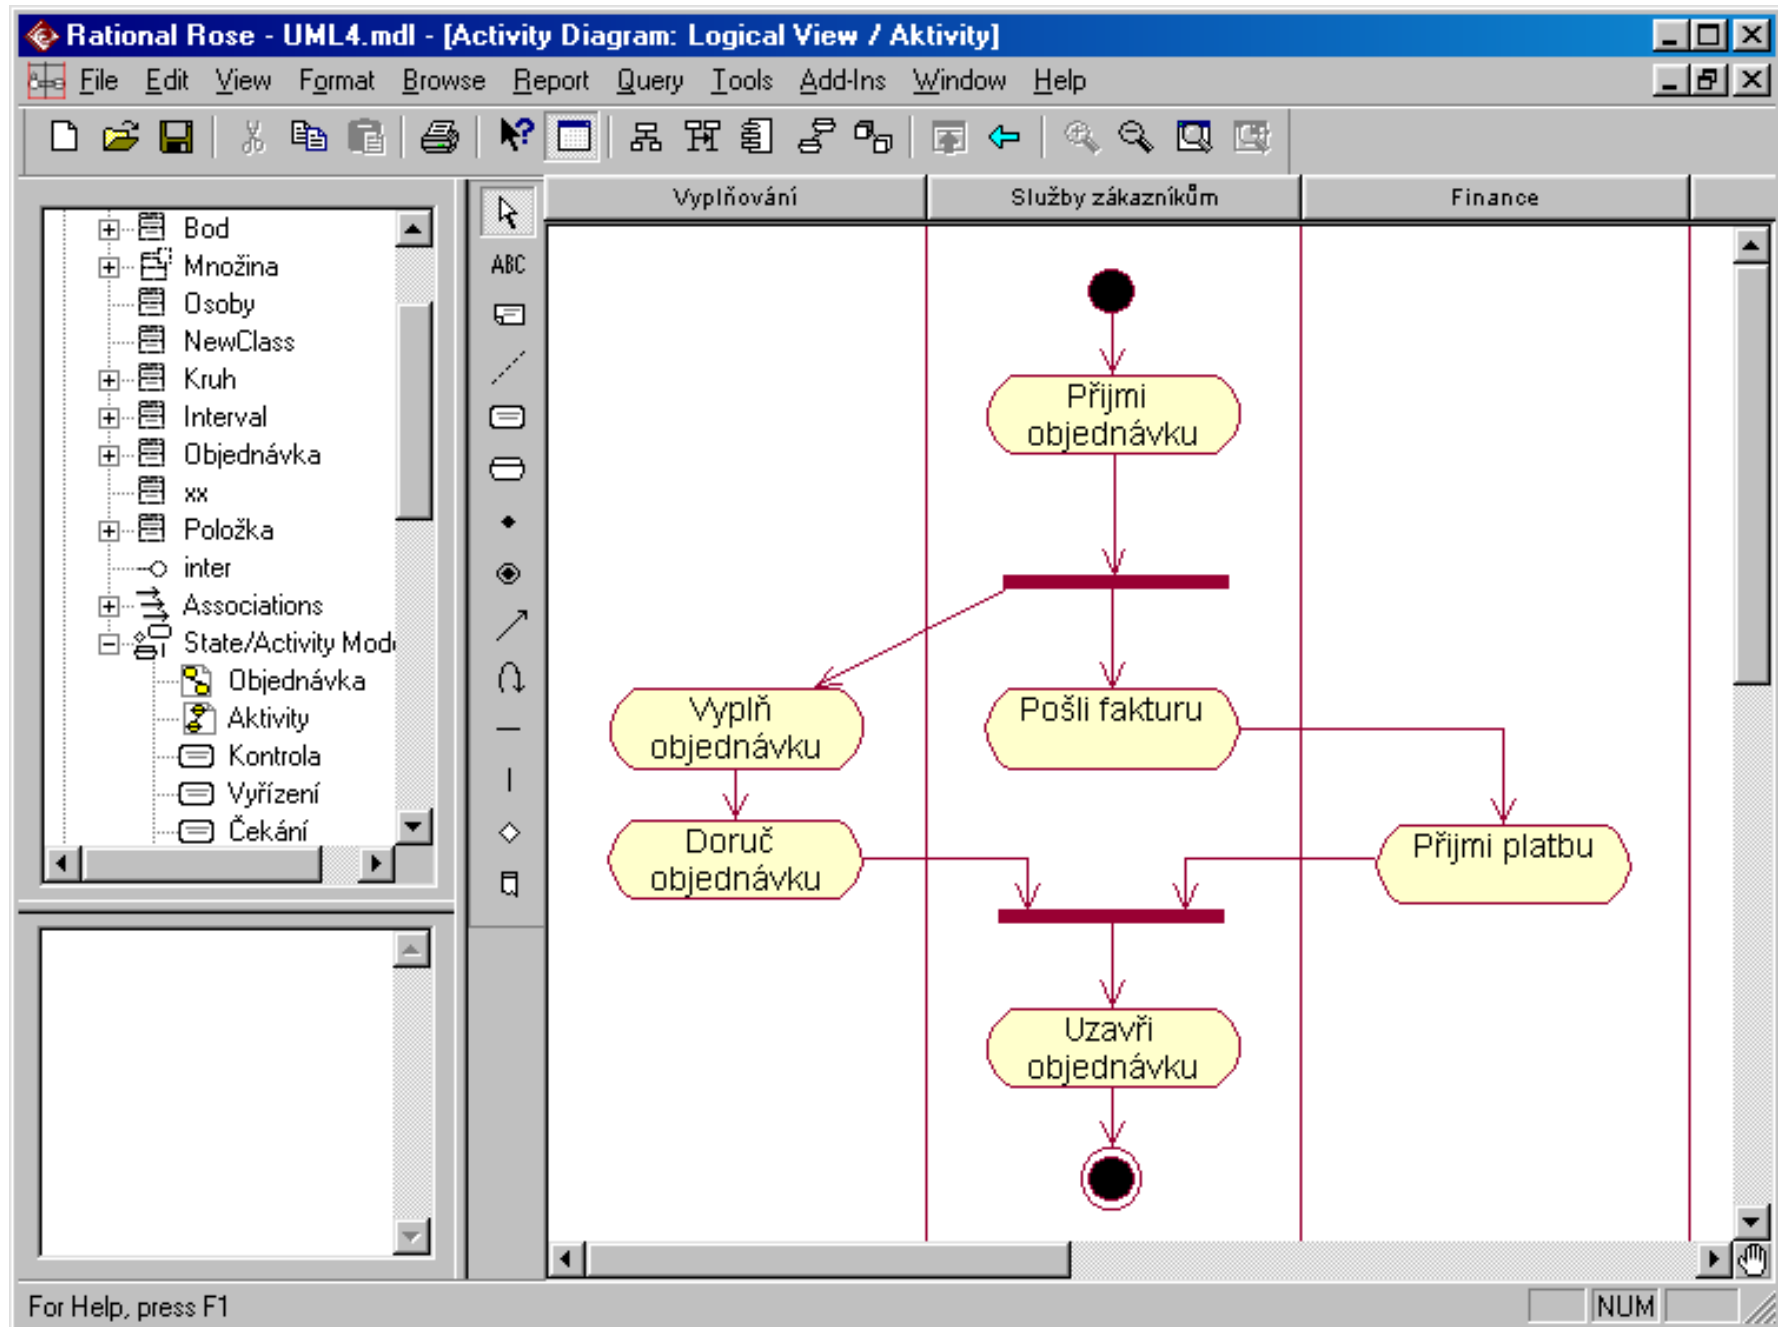 Rational Rose - UML4.mdl - [Activity Diagram: Logical View / Aktivity]
File Edit View Format Browse Report Query Tools Add-Ins Window Help
Bod
Množina
Osoby
NewClass
Kruh
Interval
Objednávka
xx
Položka
inter
Associations
State/Activity Mod
Objednávka
Aktivity
Kontrola
Vyřízení
Čekání
ABC
Vyplňování
Služby zákazníkům
Finance
Přijmi
objednávku
Vyplň
objednávku
Pošli fakturu
Doruč
objednávku
Přijmi platbu
Uzavři
objednávku
For Help, press F1
NUM